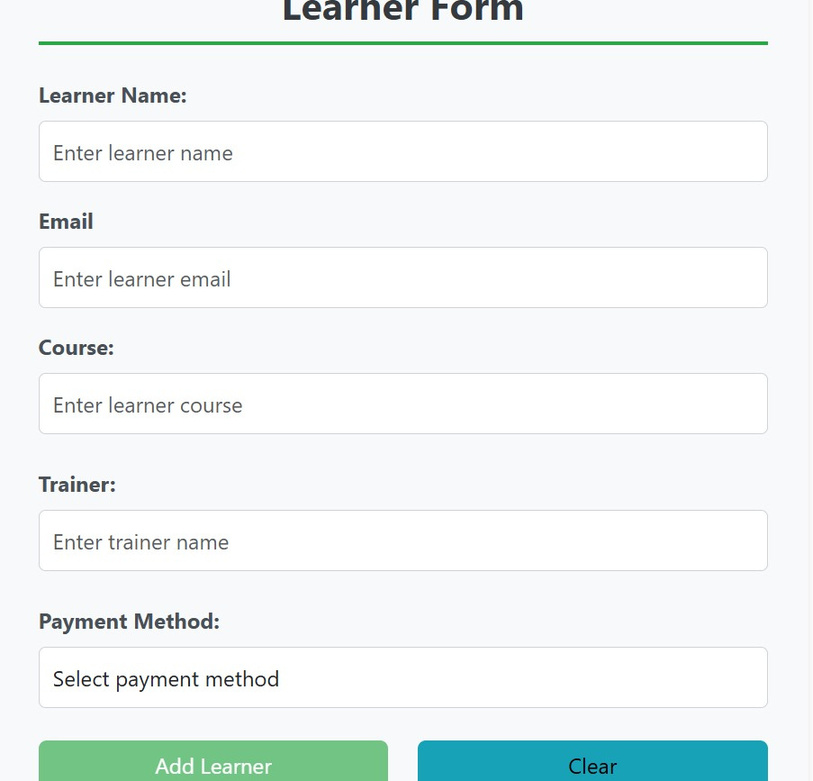 Learner Form
Learner Name:
Enter learner name
Email
Enter learner email
Course:
Enter learner course
Trainer:
Enter trainer name
Payment Method:
Select payment method
Add Learner
Clear